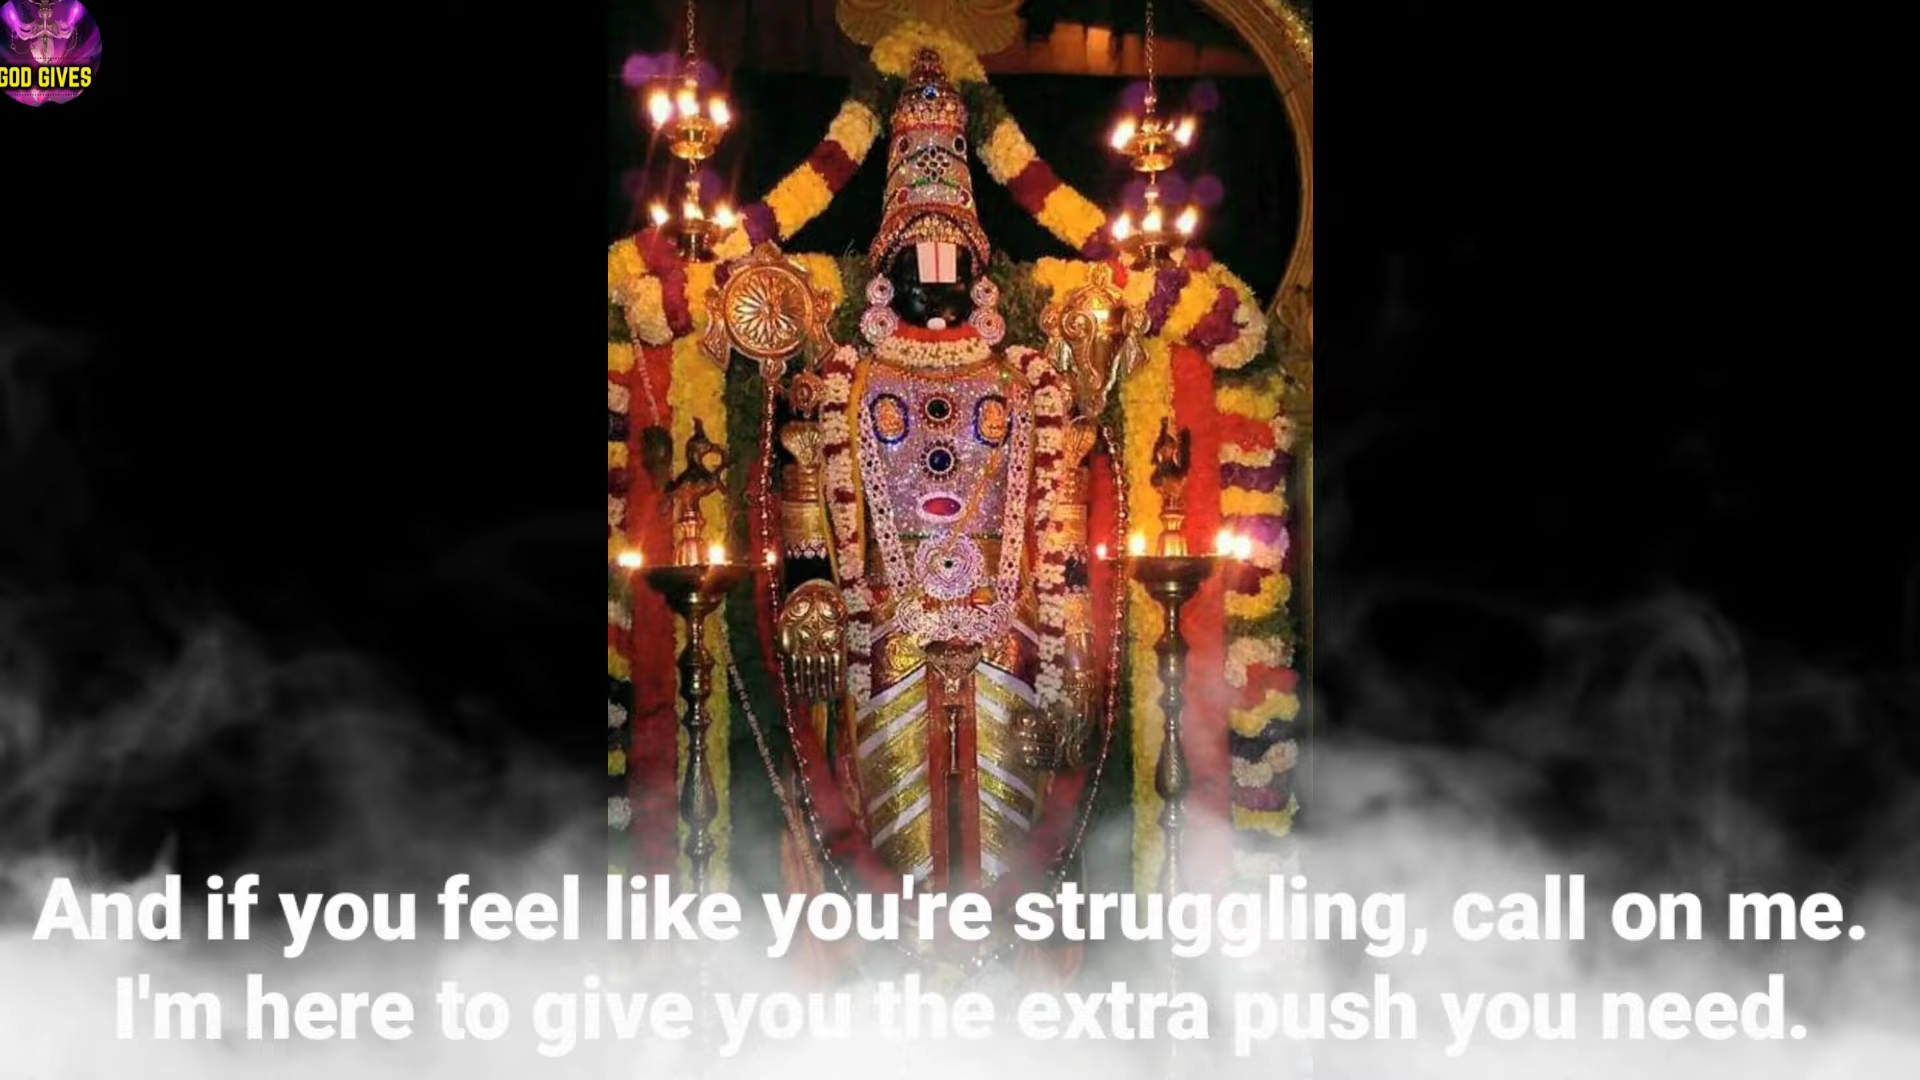 GOD GIVES
And if you feel like you're struggling, call on me.
I'm here to give you the extra push you need.